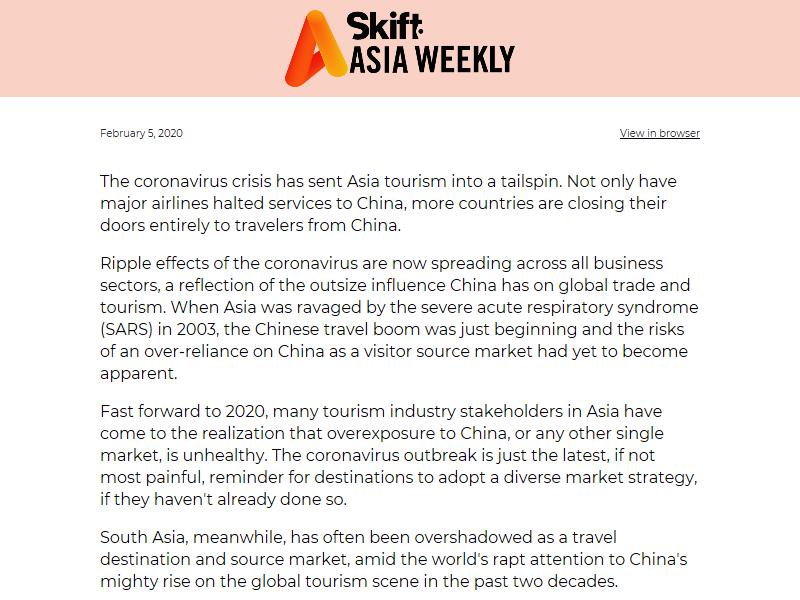 Skift
ASIA WEEKLY
February 5, 2020
View in browser
The coronavirus crisis has sent Asia tourism into a tailspin. Not only have
major airlines halted services to China, more countries are closing their
doors entirely to travelers from China.
Ripple effects of the coronavirus are now spreading across all business
sectors, a reflection of the outsize influence China has on global trade and
tourism. When Asia was ravaged by the severe acute respiratory syndrome
(SARS) in 2003, the Chinese travel boom was just beginning and the risks
of an over-reliance on China as a visitor source market had yet to become
apparent.
Fast forward to 2020, many tourism industry stakeholders in Asia have
come to the realization that overexposure to China, or any other single
market, is unhealthy. The coronavirus outbreak is just the latest, if not
most painful, reminder for destinations to adopt a diverse market strategy,
if they haven't already done so.
South Asia, meanwhile, has often been overshadowed as a travel
destination and source market, amid the world's rapt attention to China's
mighty rise on the global tourism scene in the past two decades.